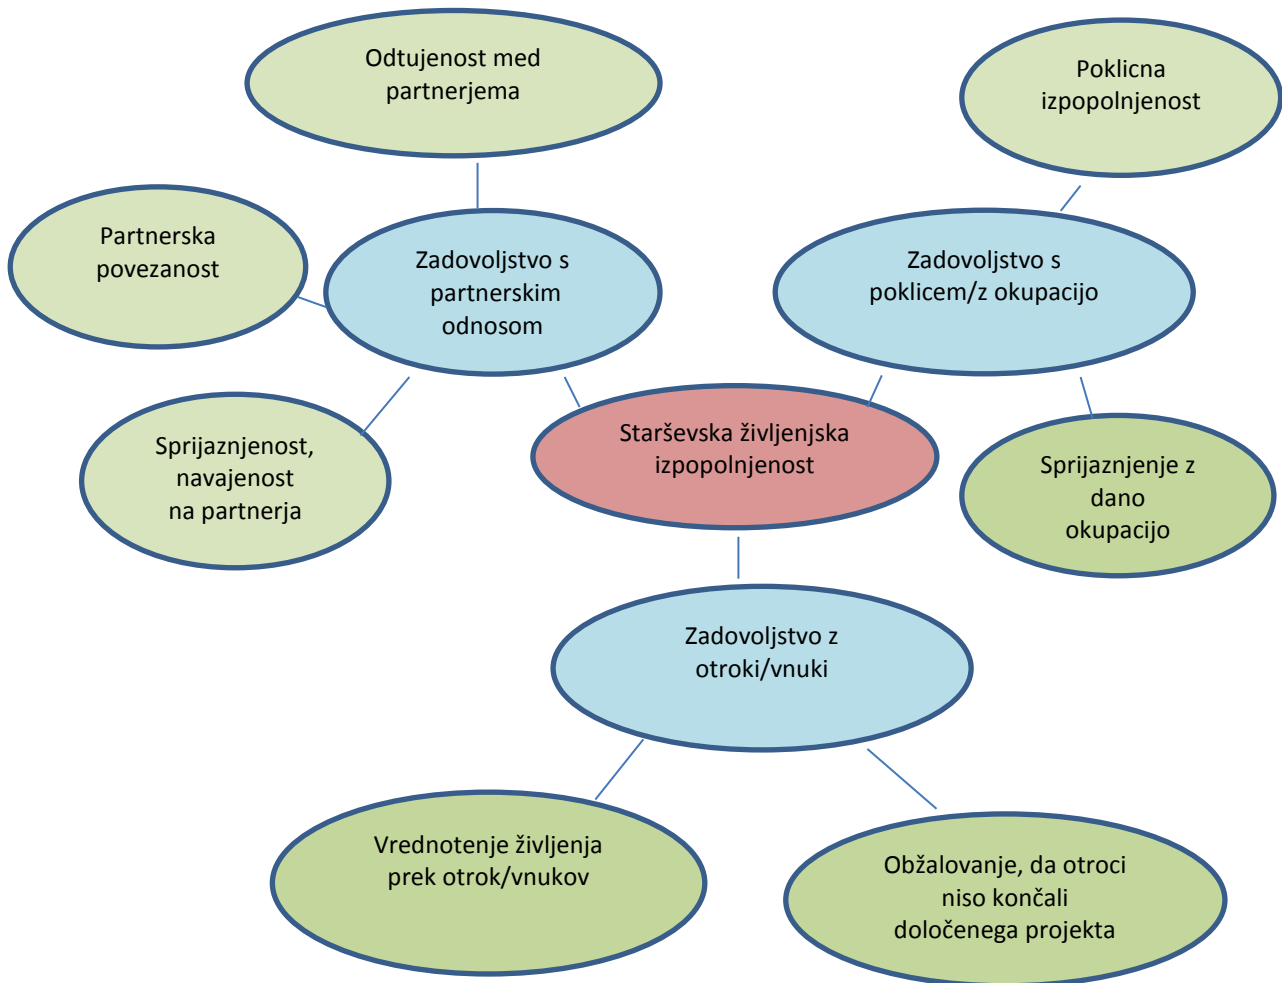 Odtujenost med
partnerjema
Poklicna
izpopolnjenost
Partnerska
povezanost
Zadovoljstvo s
partnerskim
odnosom
Zadovoljstvo s
poklicem/z okupacijo
Sprijaznjenost,
navajenost
na partnerja
Starševska življenjska
izpopolnjenost
Sprijaznjenje z
dano
okupacijo
Zadovoljstvo z
otroki/vnuki
Vrednotenje življenja
prek otrok/vnukov
Obžalovanje, da otroci
niso končali
določenega projekta